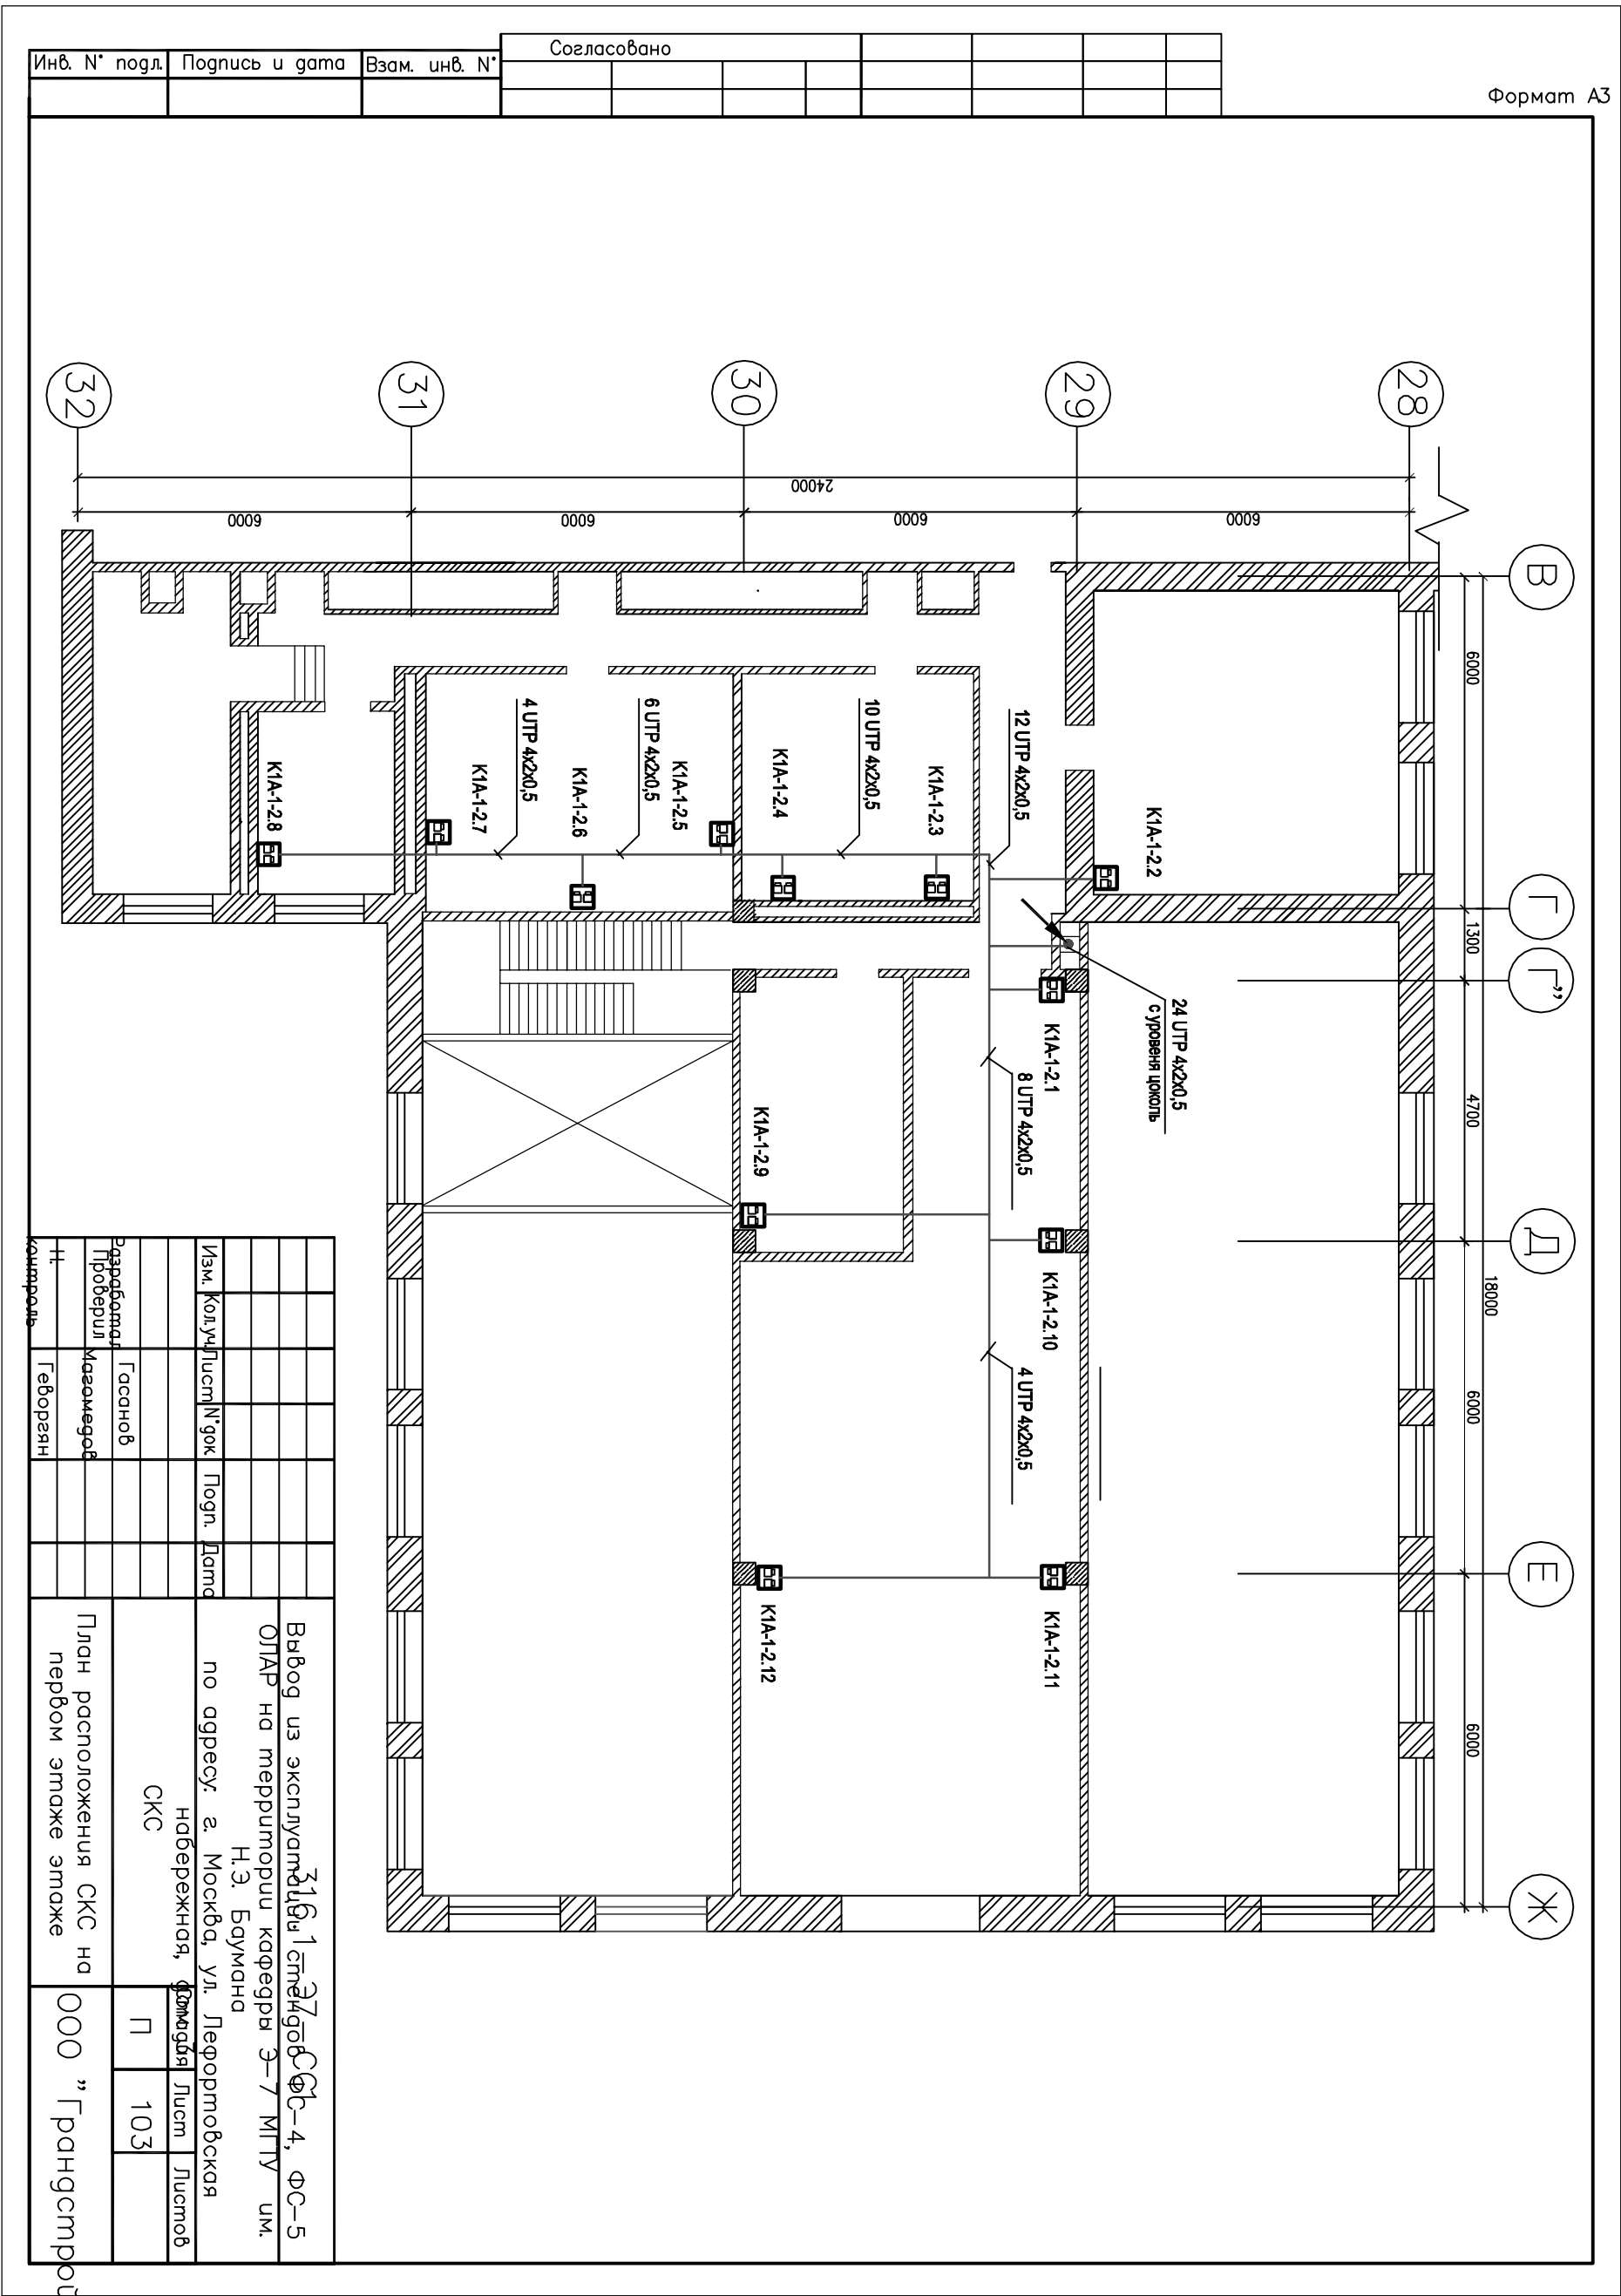 Формат А3
Согласовано
Инв. N° подл.
Подпись и дата
Взам. инв. N°
32
31
30
29
28
24000
6000
6000
6000
6000
В
Г
Г"
Д
Е
Ж
6000
1300
4700
6000
6000
18000
12 UTP 4x2x0,5
10 UTP 4x2x0,5
6 UTP 4x2x0,5
4 UTP 4x2x0,5
К1А-1-2.2
К1А-1-2.3
К1А-1-2.4
К1А-1-2.5
К1А-1-2.6
К1А-1-2.7
К1А-1-2.8
24 UTP 4x2x0,5
с уровеня цоколь
К1А-1-2.1
8 UTP 4x2x0,5
К1А-1-2.9
К1А-1-2.10
4 UTP 4x2x0,5
К1А-1-2.11
К1А-1-2.12
316.1-Э7-СС1
Вывод из эксплуатации стендов ФС-4, ФС-5
ОЛАР на территории кафедры Э-7 МГТУ им.
Н.Э. Баумана
по адресу: г. Москва, ул. Лефортовская
набережная,
Изм.
Кол.уч
Лист
N°док
Подп.
Дата
Разработал
Гасанов
Проверил
Магомедов
Н.
контроль
Геворгян
СКС
Стадия
Лист
Листов
П
103
План расположения СКС на
первом этаже этаже
ООО "Грандстрой